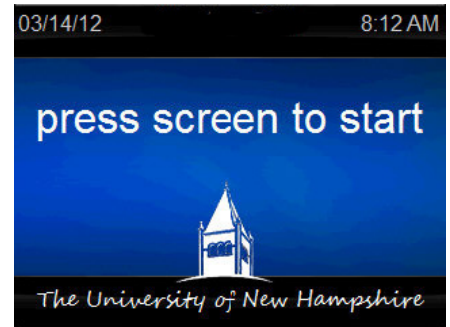 03/14/12 8:12 AM
press screen to start
The University of New Hampshire